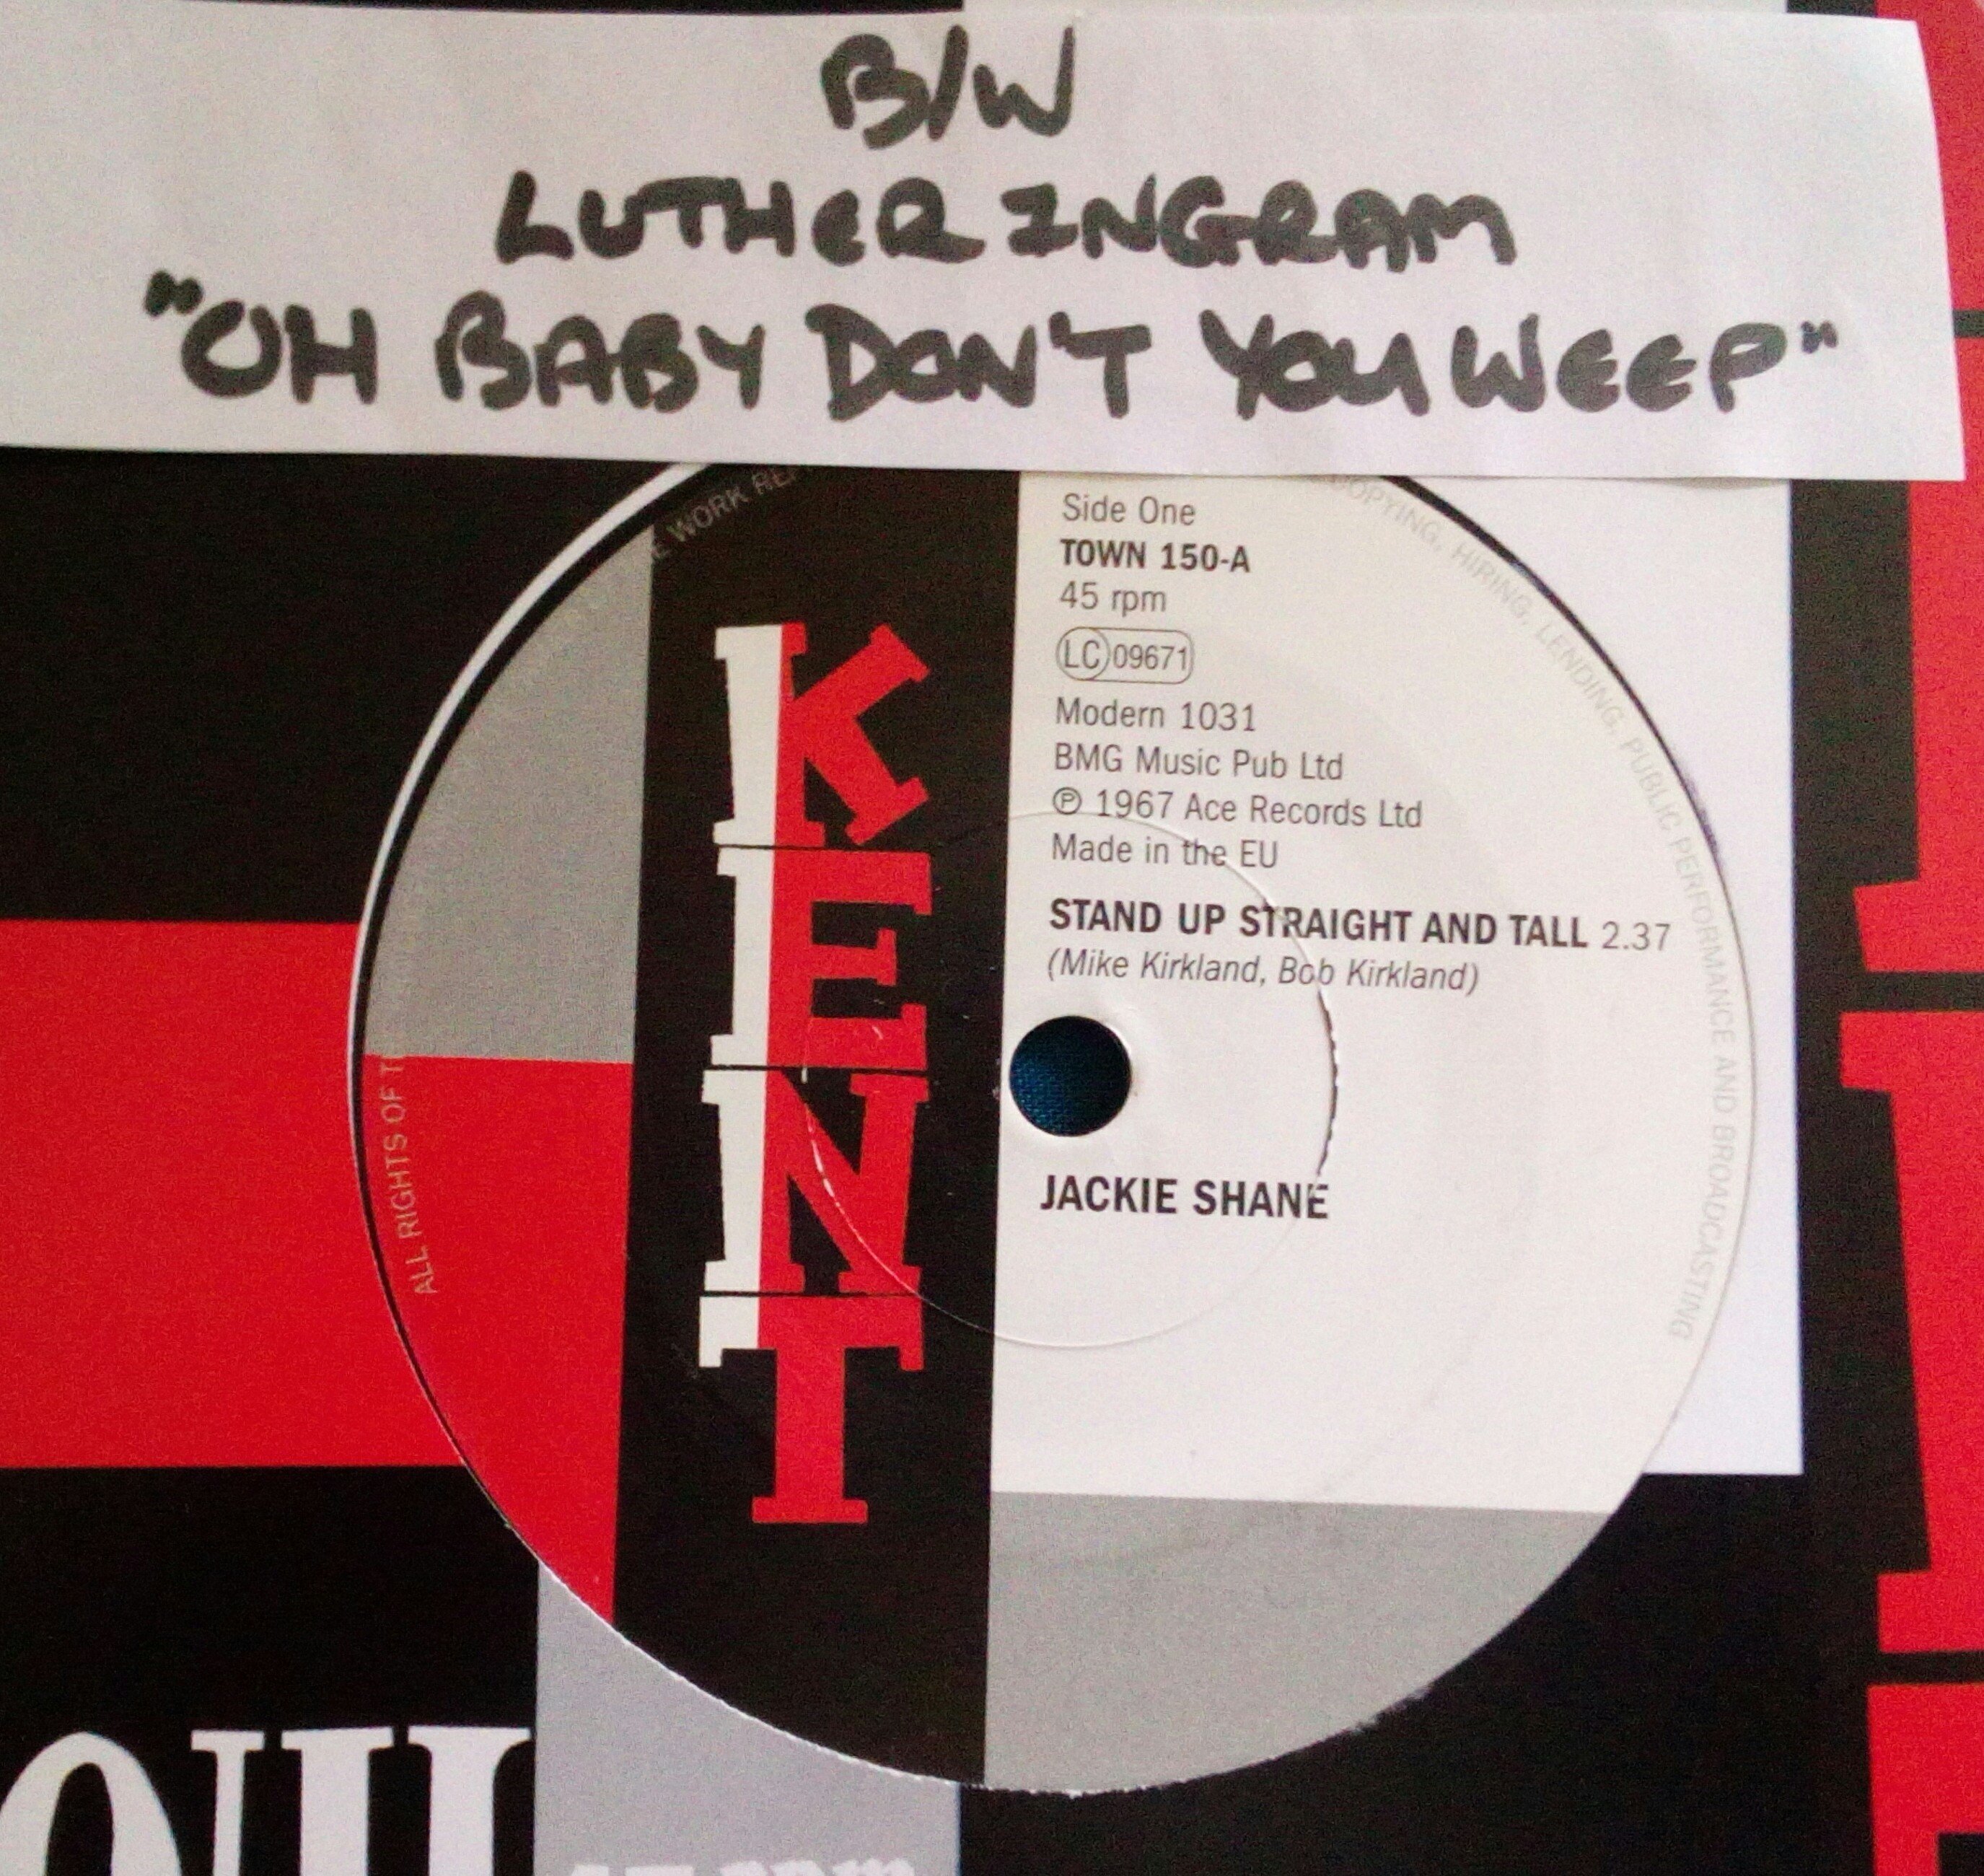 B/W
LUTHER INGRAM
"OH BABY DON'T YOU WEEP"
Side One
TOWN 150-A
45 rpm
LC 09671
Modern 1031
BMG Music Pub Ltd
℗ 1967 Ace Records Ltd
Made in the EU
STAND UP STRAIGHT AND TALL 2.37
(Mike Kirkland, Bob Kirkland)
JACKIE SHANE
KENT
ALL RIGHTS OF
WORK
COPYING, HIRING, LENDING, PUBLIC PERFORMANCE AND BROADCASTING